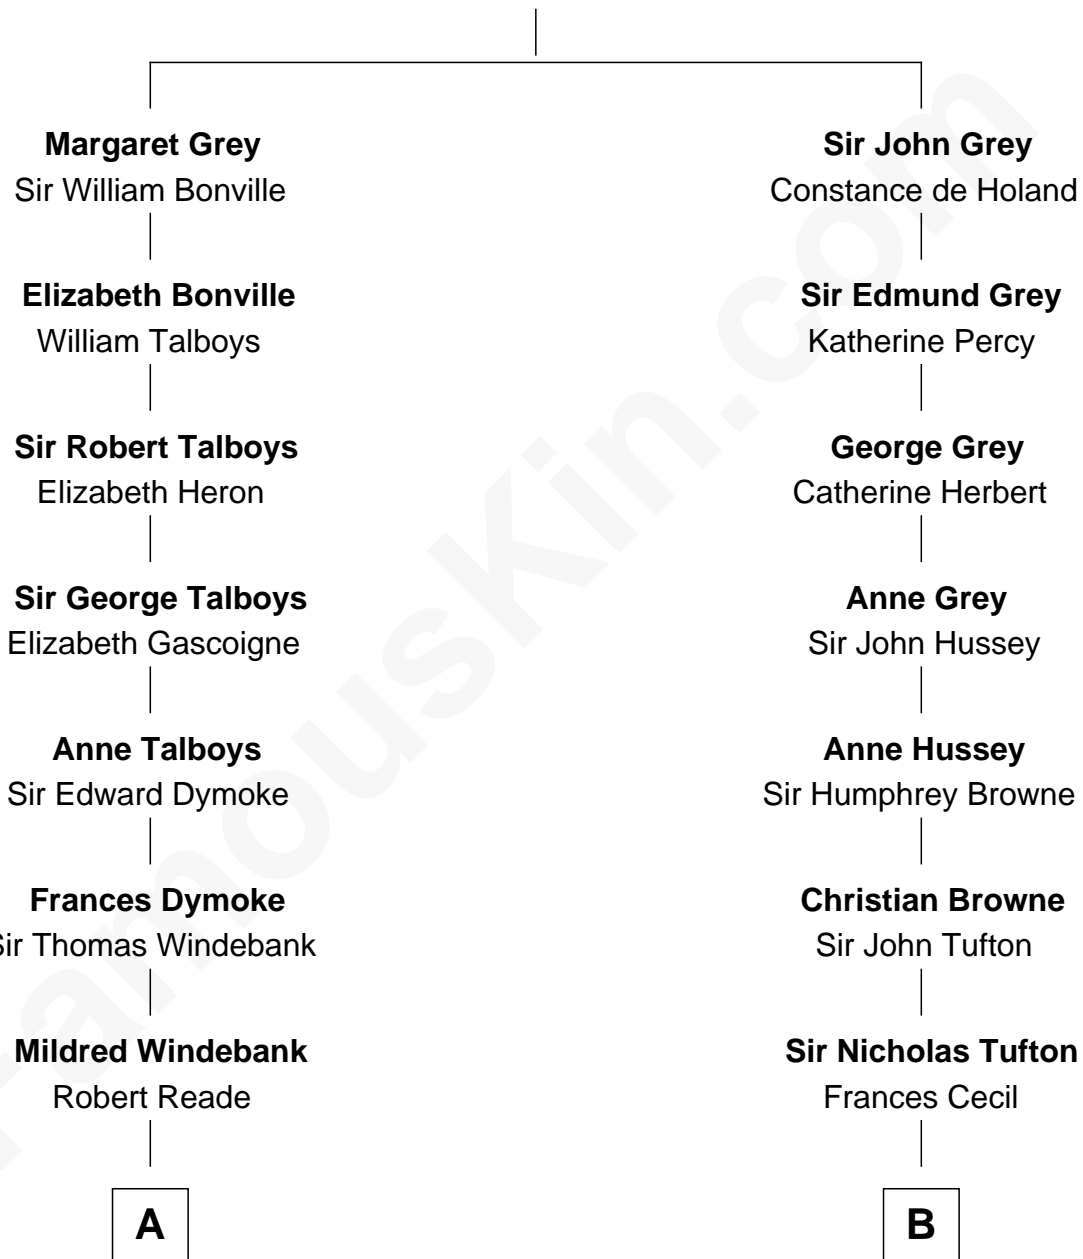 Margaret Grey
Sir William Bonville
Elizabeth Bonville
William Talboys
Sir Robert Talboys
Elizabeth Heron
Sir George Talboys
Elizabeth Gascoigne
Anne Talboys
Sir Edward Dymoke
Frances Dymoke
Sir Thomas Windebank
Mildred Windebank
Robert Reade
A
Sir John Grey
Constance de Holand
Sir Edmund Grey
Katherine Percy
George Grey
Catherine Herbert
Anne Grey
Sir John Hussey
Anne Hussey
Sir Humphrey Browne
Christian Browne
Sir John Tufton
Sir Nicholas Tufton
Frances Cecil
B
FamousKin.com